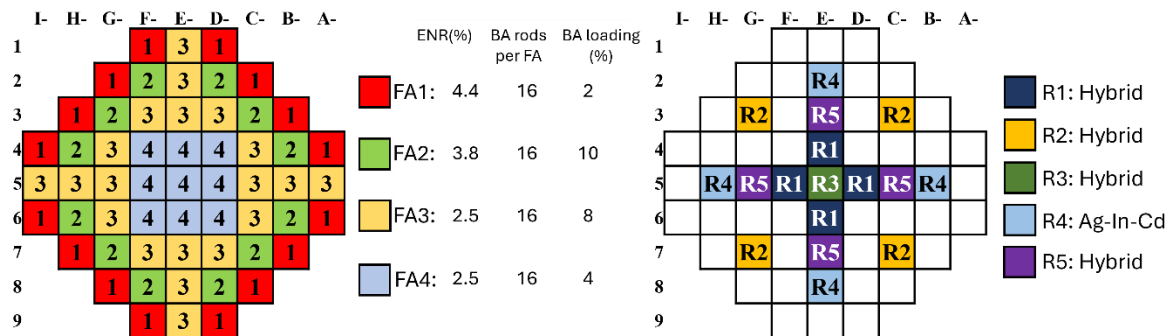 I- H- G- F- E- D- C- B- A-
1 1 3 1
2 1 2 3 2 1
3 1 2 3 3 3 2 1
4 1 2 3 4 4 4 3 2 1
5 3 3 3 4 4 4 3 3 3
6 1 2 3 4 4 4 3 2 1
7 1 2 3 3 3 2 1
8 1 2 3 2 1
9 1 3 1
ENR(%) BA rods per FA BA loading (%)
FA1: 4.4 16 2
FA2: 3.8 16 10
FA3: 2.5 16 8
FA4: 2.5 16 4
I- H- G- F- E- D- C- B- A-
1
2 R4
3 R2 R5 R2
4 R1
5 R4 R5 R1 R3 R1 R5 R4
6 R1
7 R2 R5 R2
8 R4
9
R1: Hybrid
R2: Hybrid
R3: Hybrid
R4: Ag-In-Cd
R5: Hybrid